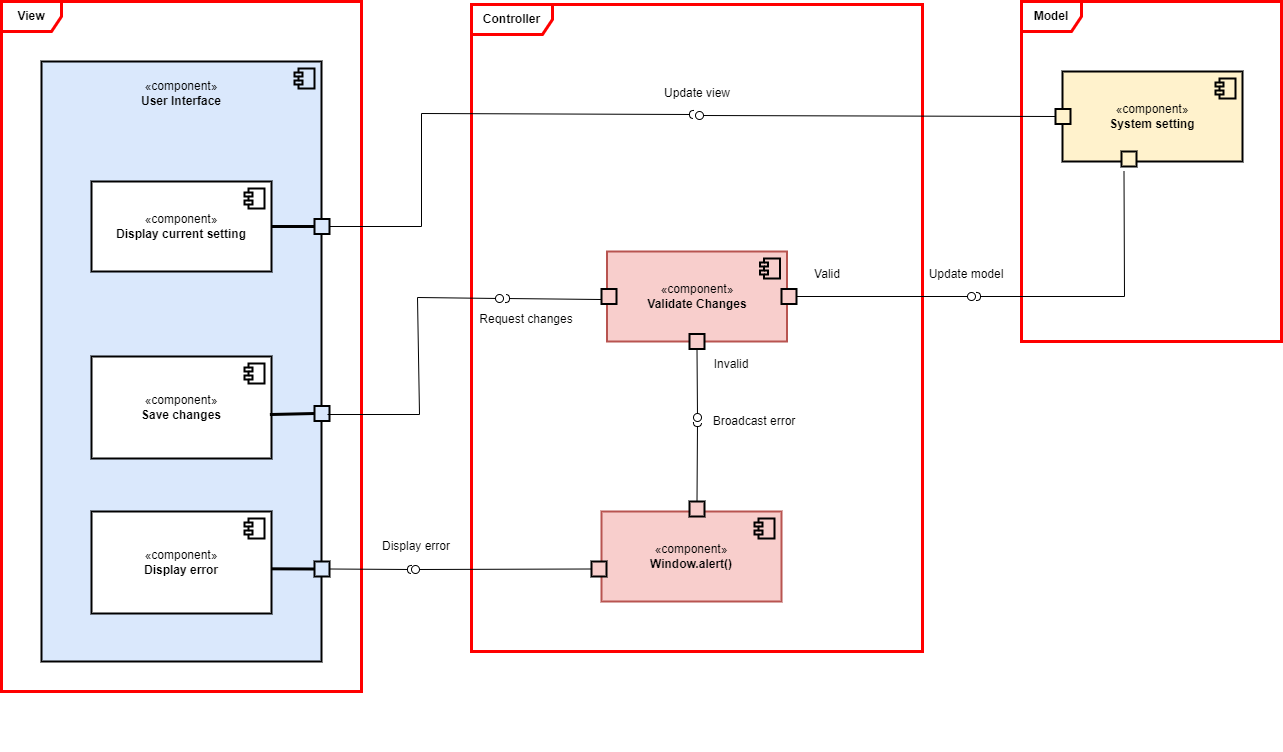 View
Controller
Model
«component»
User Interface
Update view
«component»
System setting
«component»
Display current setting
«component»
Validate Changes
Valid
Update model
Request changes
Invalid
«component»
Save changes
Broadcast error
Display error
«component»
Display error
«component»
Window.alert()